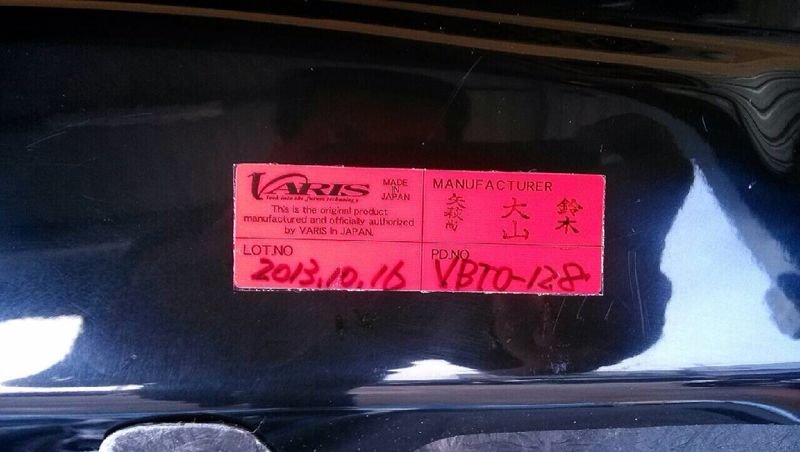 VARIS
MADE
IN
JAPAN
This is the original product
manufactured and officially authorized
by VARIS in JAPAN.
MANUFACTURER
鈴木
大山
LOT.NO
2013.10.16
PD.NO
VBTO-128